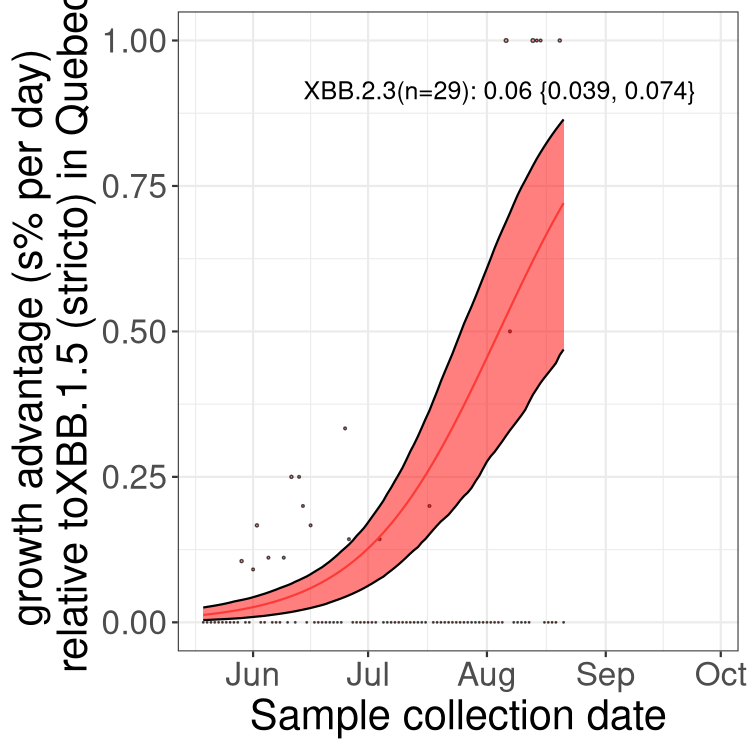 growth advantage (s% per day)
relative toXBB.1.5 (stricto) in Quebec
1.00
0.75
0.50
0.25
0.00
XBB.2.3(n=29): 0.06 {0.039, 0.074}
Jun Jul Aug Sep Oct
Sample collection date